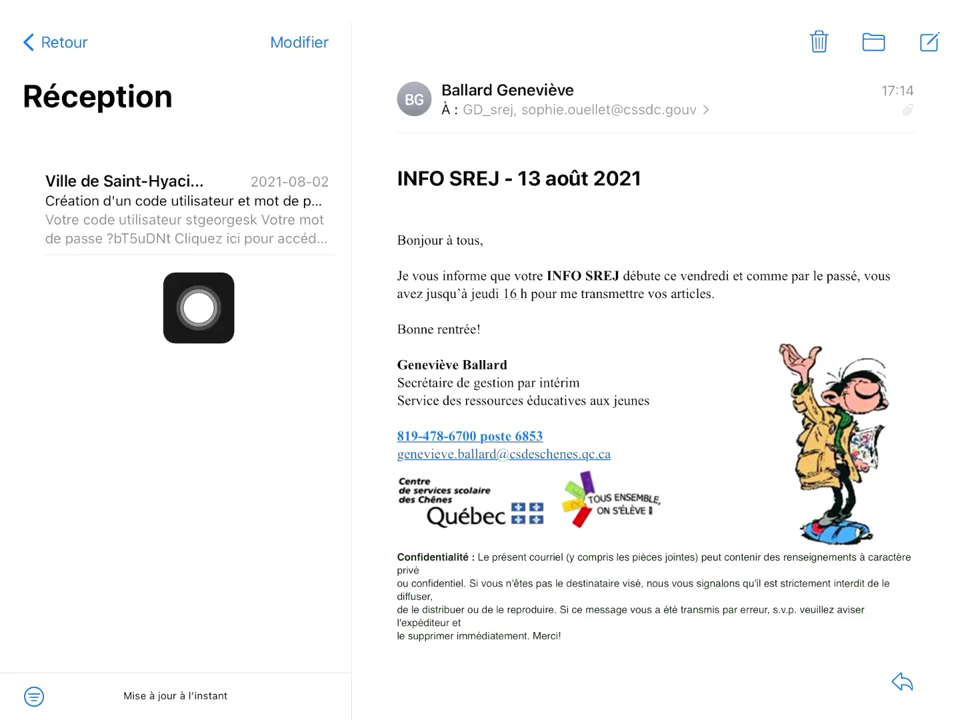 Retour
Modifier
Réception
Ville de Saint-Hyaci...
2021-08-02
Création d'un code utilisateur et mot de p...
Votre code utilisateur stgeorgesk Votre mot
de passe ?bT5uDNt Cliquez ici pour accéd...
Mise à jour à l'instant
BG
Ballard Geneviève
17:14
À : GD_srej, sophie.ouellet@cssdc.gouv
INFO SREJ - 13 août 2021
Bonjour à tous,
Je vous informe que votre INFO SREJ débute ce vendredi et comme par le passé, vous
avez jusqu'à jeudi 16 h pour me transmettre vos articles.
Bonne rentrée!
Geneviève Ballard
Secrétaire de gestion par intérim
Service des ressources éducatives aux jeunes
819-478-6700 poste 6853
genevieve.ballard@csdeschenes.qc.ca
Centre
de services scolaire
des Chênes
Québec
TOUS ENSEMBLE,
ON S'ÉLÈVE !
Confidentialité : Le présent courriel (y compris les pièces jointes) peut contenir des renseignements à caractère
privé
ou confidentiel. Si vous n'êtes pas le destinataire visé, nous vous signalons qu'il est strictement interdit de le
diffuser,
de le distribuer ou de le reproduire. Si ce message vous a été transmis par erreur, s.v.p. veuillez aviser
l'expéditeur et
le supprimer immédiatement. Merci!